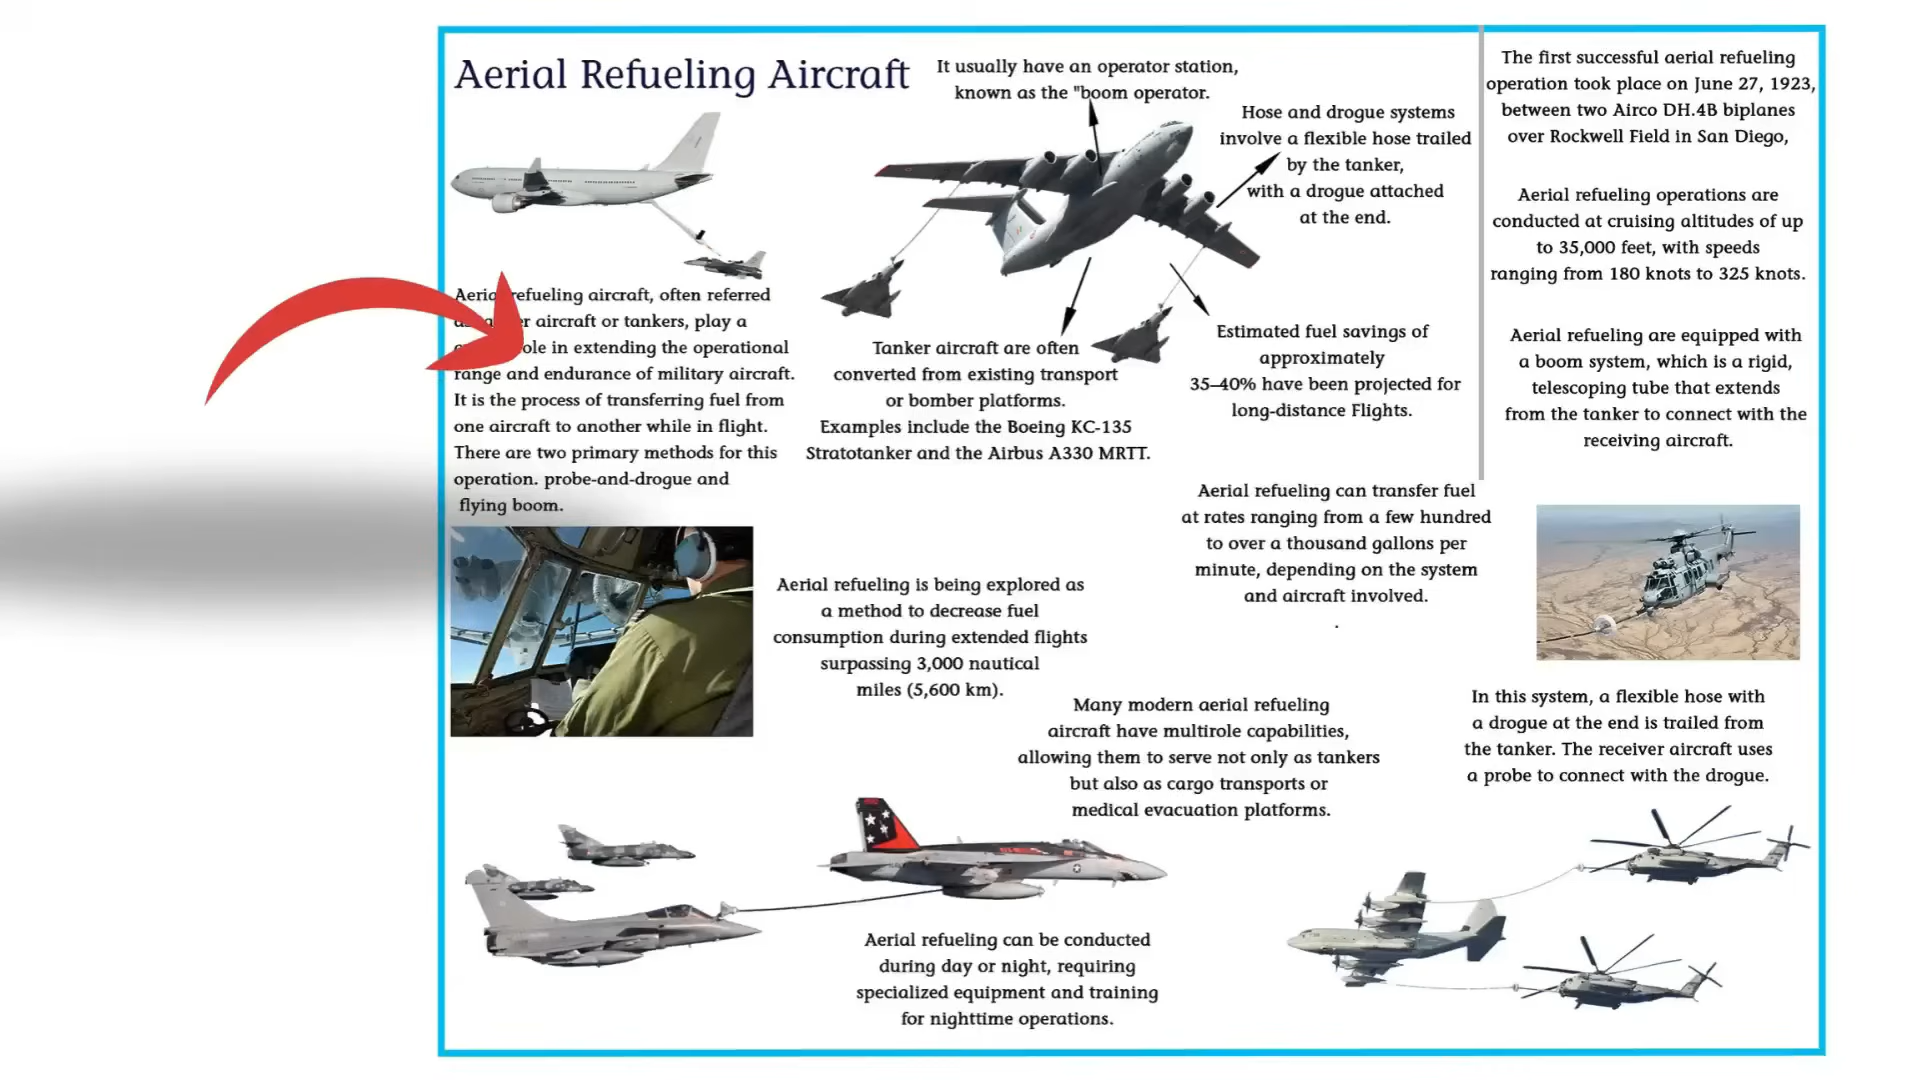 Aerial Refueling Aircraft
It usually have an operator station,
known as the "boom operator.
Hose and drogue systems
involve a flexible hose trailed
by the tanker,
with a drogue attached
at the end.
The first successful aerial refueling
operation took place on June 27, 1923,
between two Airco DH.4B biplanes
over Rockwell Field in San Diego,
Aerial refueling operations are
conducted at cruising altitudes of up
to 35,000 feet, with speeds
ranging from 180 knots to 325 knots.
Aerial refueling are equipped with
a boom system, which is a rigid,
telescoping tube that extends
from the tanker to connect with the
receiving aircraft.
refueling aircraft, often referred
aircraft or tankers, play a
in extending the operational
range and endurance of military aircraft.
It is the process of transferring fuel from
one aircraft to another while in flight.
There are two primary methods for this
operation. probe-and-drogue and
flying boom.
Tanker aircraft are often
converted from existing transport
or bomber platforms.
Examples include the Boeing KC-135
Stratotanker and the Airbus A330 MRTT.
Estimated fuel savings of
approximately
35–40% have been projected for
long-distance Flights.
Aerial refueling can transfer fuel
at rates ranging from a few hundred
to over a thousand gallons per
minute, depending on the system
and aircraft involved.
.
Aerial refueling is being explored as
a method to decrease fuel
consumption during extended flights
surpassing 3,000 nautical
miles (5,600 km).
Many modern aerial refueling
aircraft have multirole capabilities,
allowing them to serve not only as tankers
but also as cargo transports or
medical evacuation platforms.
In this system, a flexible hose with
a drogue at the end is trailed from
the tanker. The receiver aircraft uses
a probe to connect with the drogue.
Aerial refueling can be conducted
during day or night, requiring
specialized equipment and training
for nighttime operations.